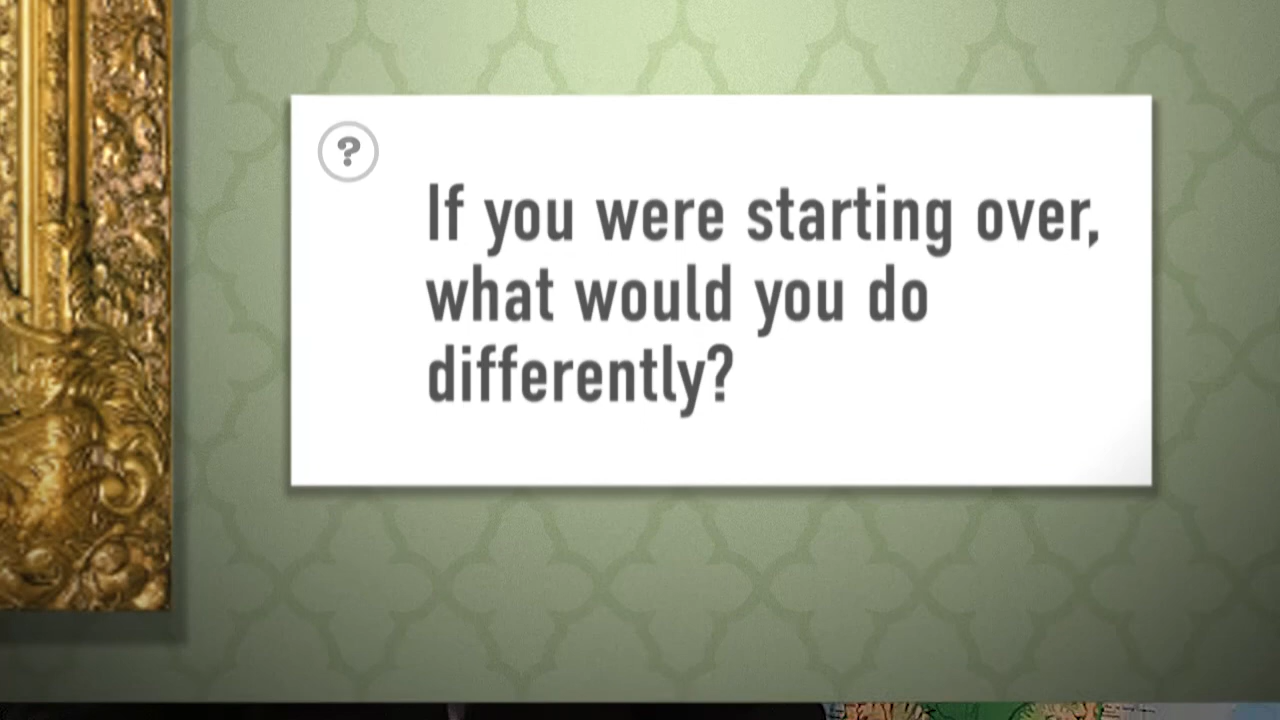 ?
If you were starting over,
what would you do
differently?